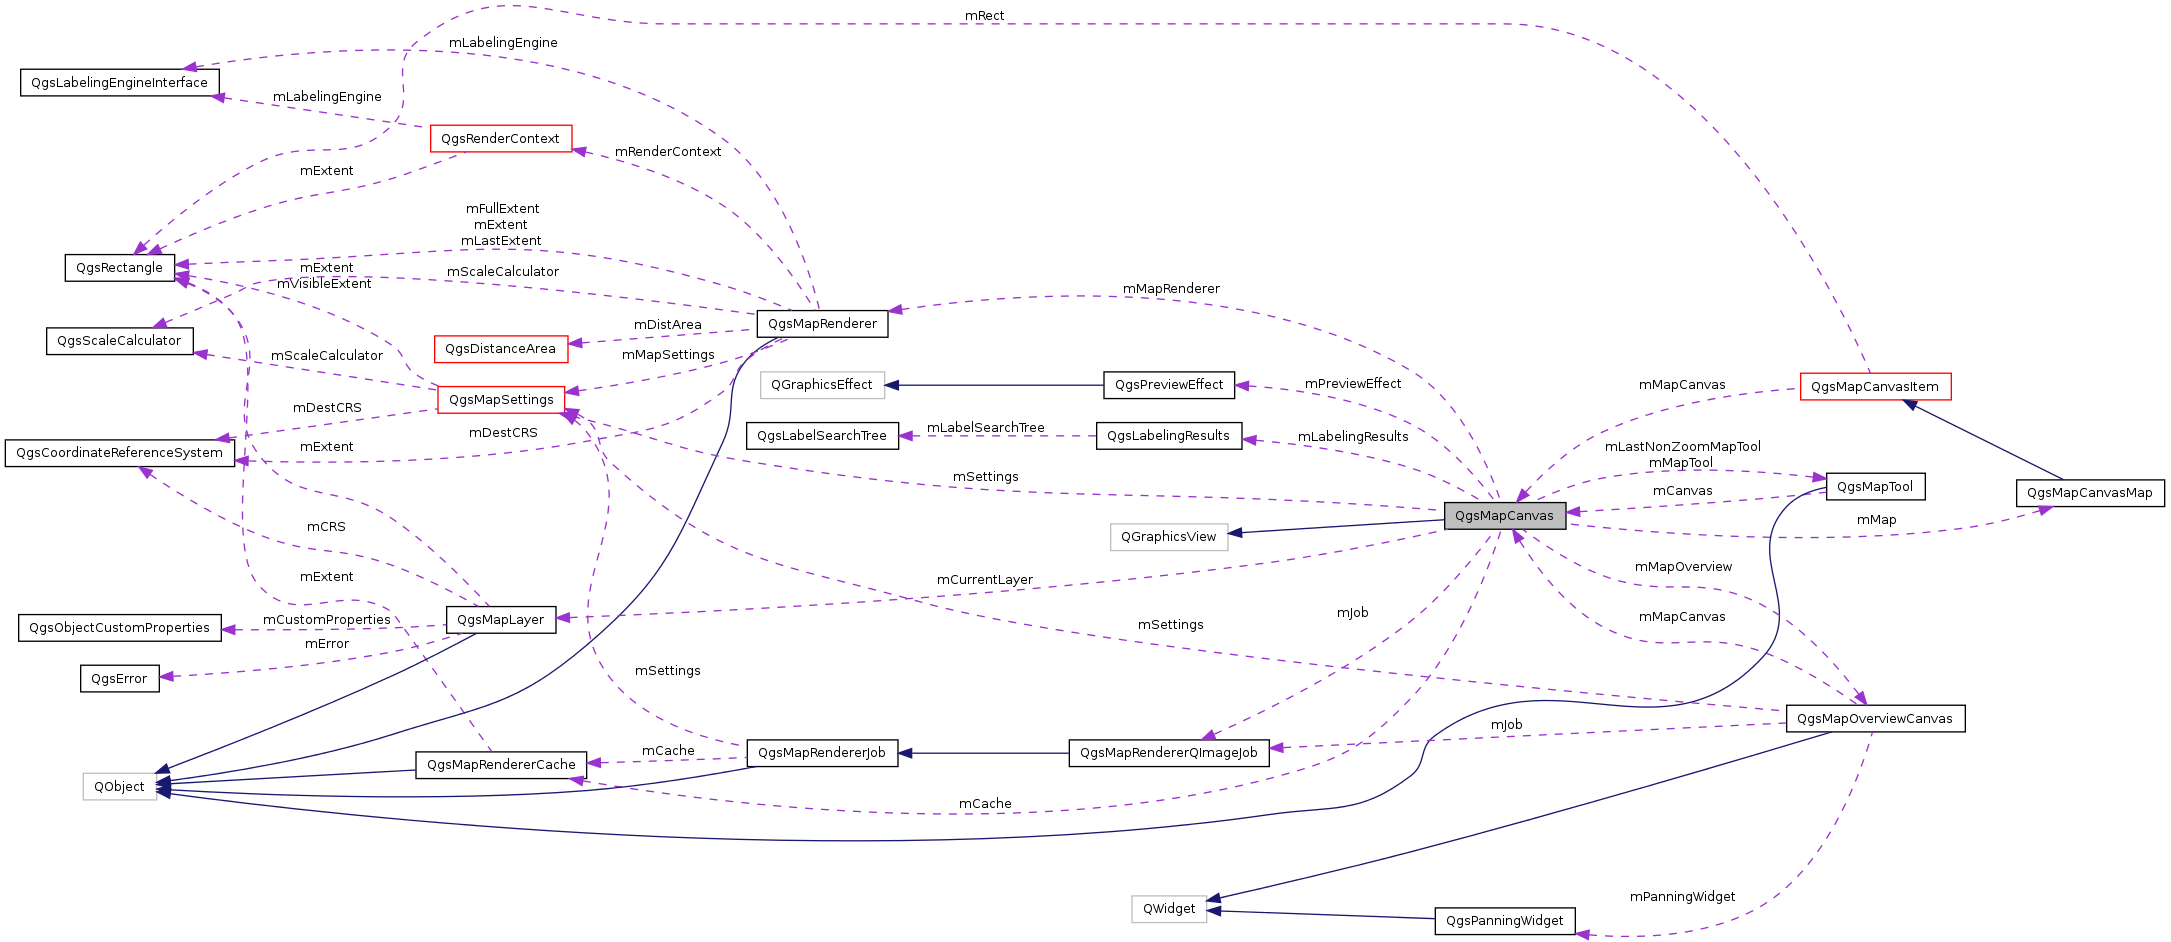 mRect
mLabelingEngine
QgsLabelingEngineInterface
mLabelingEngine
QgsRenderContext
mRenderContext
mExtent
mFullExtent
mExtent
mLastExtent
QgsRectangle
mExtent
mVisibleExtent
mScaleCalculator
mMapRenderer
QgsMapRenderer
mDistArea
QgsScaleCalculator
QgsDistanceArea
mScaleCalculator
mMapSettings
QGraphicsEffect
QgsPreviewEffect
mPreviewEffect
mMapCanvas
QgsMapCanvasItem
QgsMapSettings
mDestCRS
mDestCRS
QgsLabelSearchTree
mLabelSearchTree
QgsLabelingResults
mLabelingResults
QgsCoordinateReferenceSystem
mExtent
mLastNonZoomMapTool
mMapTool
mSettings
mCanvas
QgsMapTool
QgsMapCanvasMap
QgsMapCanvas
mMap
mCRS
QGraphicsView
mMapOverview
mExtent
mCurrentLayer
mJob
mMapCanvas
QgsObjectCustomProperties
mCustomProperties
QgsMapLayer
mSettings
mError
QgsError
mSettings
QgsMapOverviewCanvas
mJob
QgsMapRendererCache
mCache
QgsMapRendererJob
QgsMapRendererQImageJob
QObject
mCache
mPanningWidget
QWidget
QgsPanningWidget